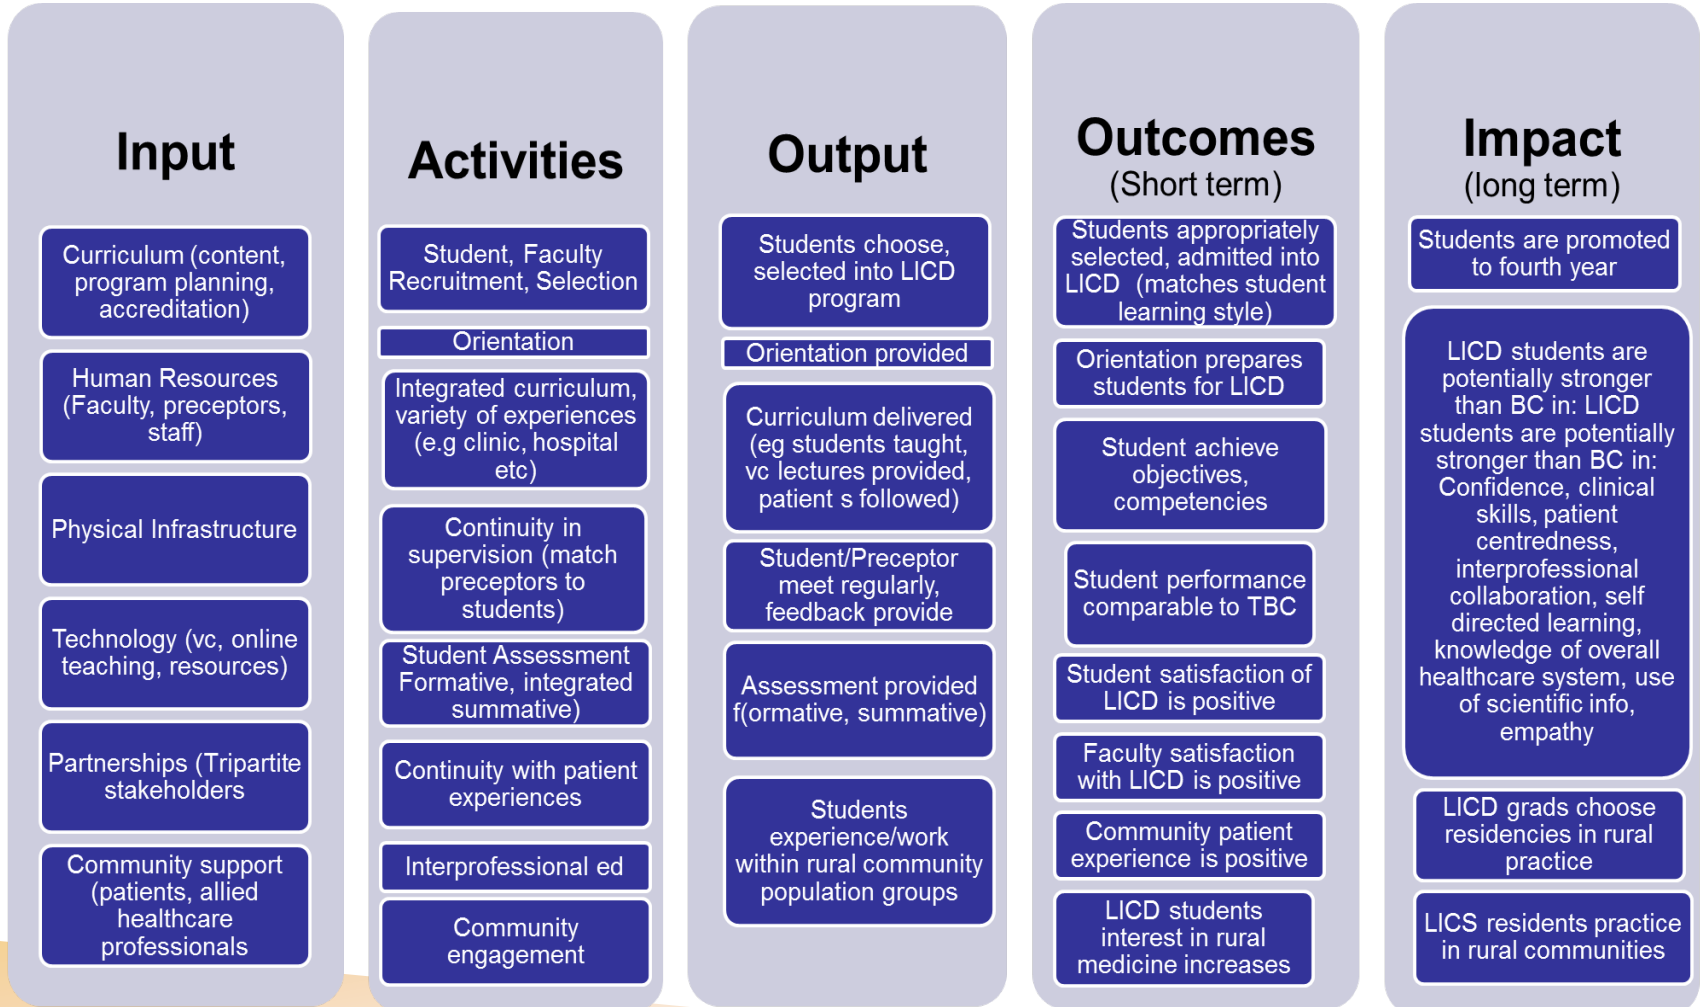 Input
Curriculum (content,
program planning,
accreditation)
Human Resources
(Faculty, preceptors,
staff)
Physical Infrastructure
Technology (vc, online
teaching, resources)
Partnerships (Tripartite
stakeholders
Community support
(patients, allied
healthcare
professionals
Activities
Student, Faculty
Recruitment, Selection
Orientation
Integrated curriculum,
variety of experiences
(e.g clinic, hospital
etc)
Continuity in
supervision (match
preceptors to
students)
Student Assessment
Formative, integrated
summative)
Continuity with patient
experiences
Interprofessional ed
Community
engagement
Output
Students choose,
selected into LICD
program
Orientation provided
Curriculum delivered
(eg students taught,
vc lectures provided,
patient s followed)
Student/Preceptor
meet regularly,
feedback provide
Assessment provided
f(ormative, summative)
Students
experience/work
within rural community
population groups
Outcomes
(Short term)
Students appropriately
selected, admitted into
LICD (matches student
learning style)
Orientation prepares
students for LICD
Student achieve
objectives,
competencies
Student performance
comparable to TBC
Student satisfaction of
LICD is positive
Faculty satisfaction
with LICD is positive
Community patient
experience is positive
LICD students
interest in rural
medicine increases
Impact
(long term)
Students are promoted
to fourth year
LICD students are
potentially stronger
than BC in: LICD
students are potentially
stronger than BC in:
Confidence, clinical
skills, patient
centredness,
interprofessional
collaboration, self
directed learning,
knowledge of overall
healthcare system, use
of scientific info,
empathy
LICD grads choose
residencies in rural
practice
LICS residents practice
in rural communities